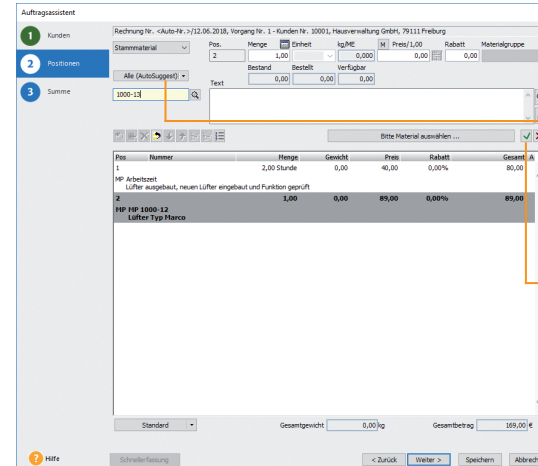 Auftragsassistent
1 Kunden
2 Positionen
3 Summe
Rechnung Nr. <Auto-Nr.>/12.06.2018, Vorgang Nr. 1 - Kunden Nr. 10001, Hausverwaltung GmbH, 79111 Freiburg
Stammmaterial
Pos. Menge Einheit kg/ME M Preis/1,00 Rabatt Materialgruppe
2 1,00 0,000 0,00 0,00
Bestand Bestellt Verfügbar
Alle (AutoSuggest) 0,00 0,00 0,00
Text
1000-13
Bitte Material auswählen ...
Pos Nummer Menge Gewicht Preis Rabatt Gesamt A
1 2,00 Stunde 0,00 40,00 0,00% 80,00
MP Arbeitszeit
Lüfter ausgebaut, neuen Lüfter eingebaut und Funktion geprüft
2 1,00 0,00 89,00 0,00% 89,00
MP MP 1000-12
Lüfter Typ Marco
Standard Gesamtgewicht 0,00 kg Gesamtbetrag 169,00 €
? Hilfe Schnellerfassung < Zurück Weiter > Speichern Abbrech